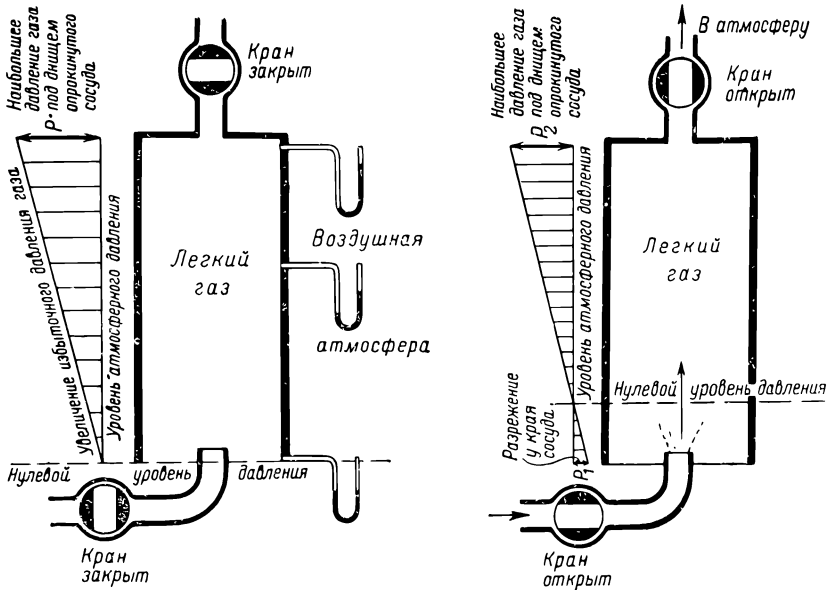 Наибольшее
давление газа
под днищем
опрокинутого
сосуда
P
Кран
закрыт
Увеличение избыточного давления газа
Уровень атмосферного давления
Легкий
газ
Воздушная
атмосфера
Нулевой уровень давления
Кран
закрыт
Наибольшее
давление газа
под днищем
опрокинутого
сосуда
P2
В атмосферу
Кран
открыт
Уровень атмосферного давления
Легкий
газ
Нулевой уровень давления
Разрежение
у края
сосуда
P1
Кран
открыт